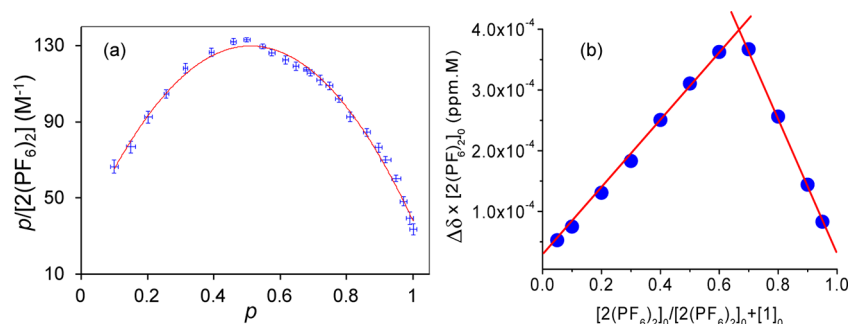 (a)
p/[2(PF₆)₂] (M⁻¹)
130
90
50
10
0
0.2
0.4
0.6
0.8
1
p
(b)
Δδ x [2(PF₆)₂]₀ (ppm.M)
4.0x10⁻⁴
3.0x10⁻⁴
2.0x10⁻⁴
1.0x10⁻⁴
0.0
0.2
0.4
0.6
0.8
1.0
[2(PF₆)₂]₀/[2(PF₆)₂]₀+[1]₀